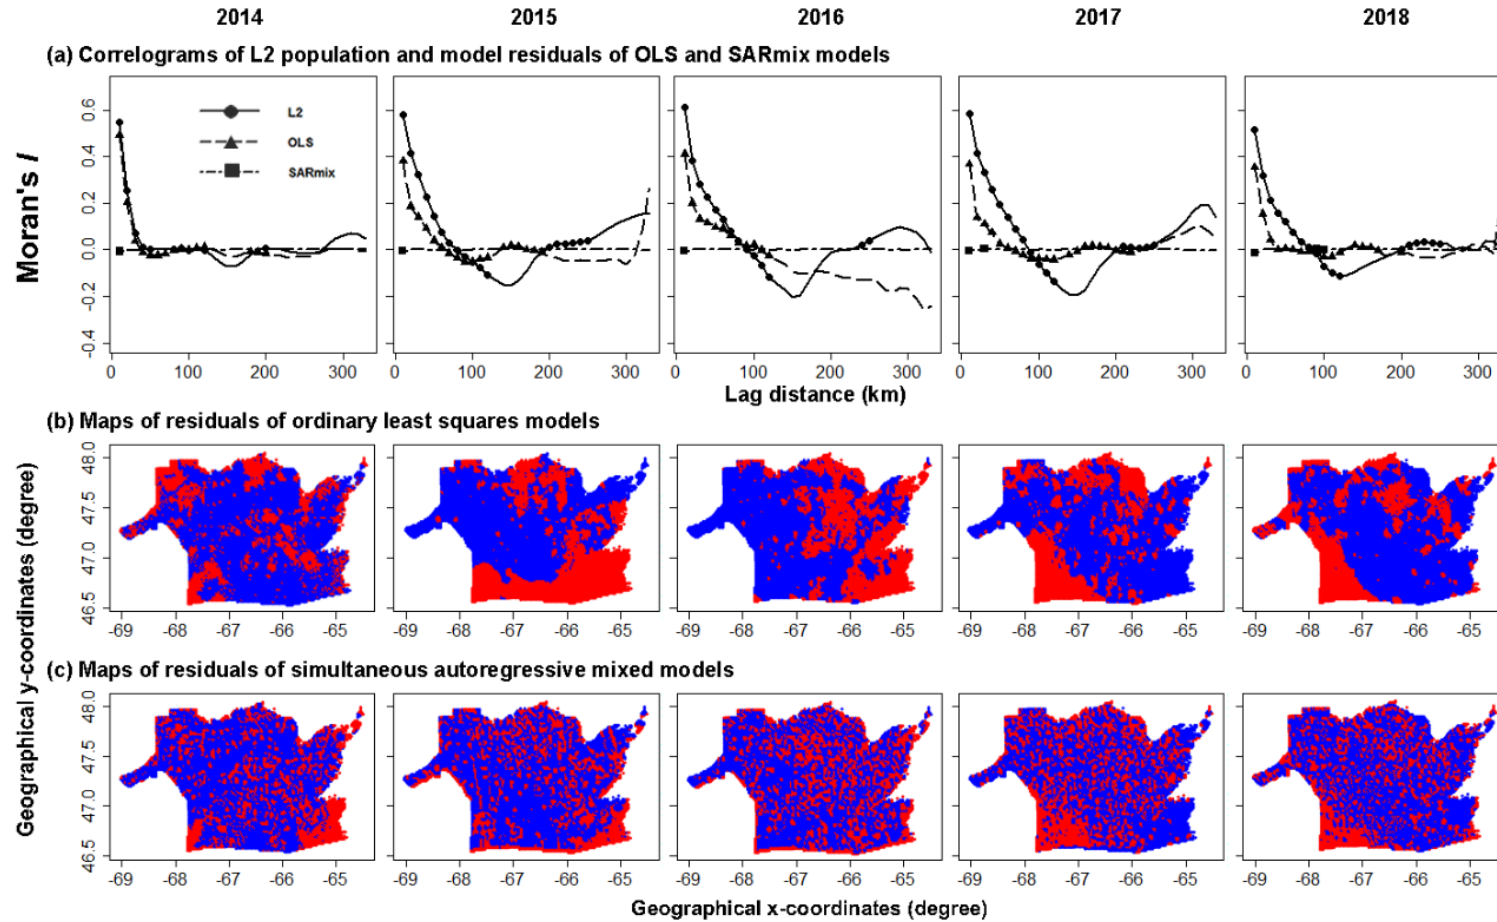 2014 2015 2016 2017 2018
(a) Correlograms of L2 population and model residuals of OLS and SARmix models
Moran's I
0.6
0.4
0.2
0.0
-0.2
-0.4
L2
OLS
SARmix
0 100 200 300 0 100 200 300 0 100 200 300 0 100 200 300 0 100 200 300
Lag distance (km)
(b) Maps of residuals of ordinary least squares models
Geographical y-coordinates (degree)
48.0
47.5
47.0
46.5
-69 -68 -67 -66 -65 -69 -68 -67 -66 -65 -69 -68 -67 -66 -65 -69 -68 -67 -66 -65 -69 -68 -67 -66 -65
(c) Maps of residuals of simultaneous autoregressive mixed models
48.0
47.5
47.0
46.5
-69 -68 -67 -66 -65 -69 -68 -67 -66 -65 -69 -68 -67 -66 -65 -69 -68 -67 -66 -65 -69 -68 -67 -66 -65
Geographical x-coordinates (degree)